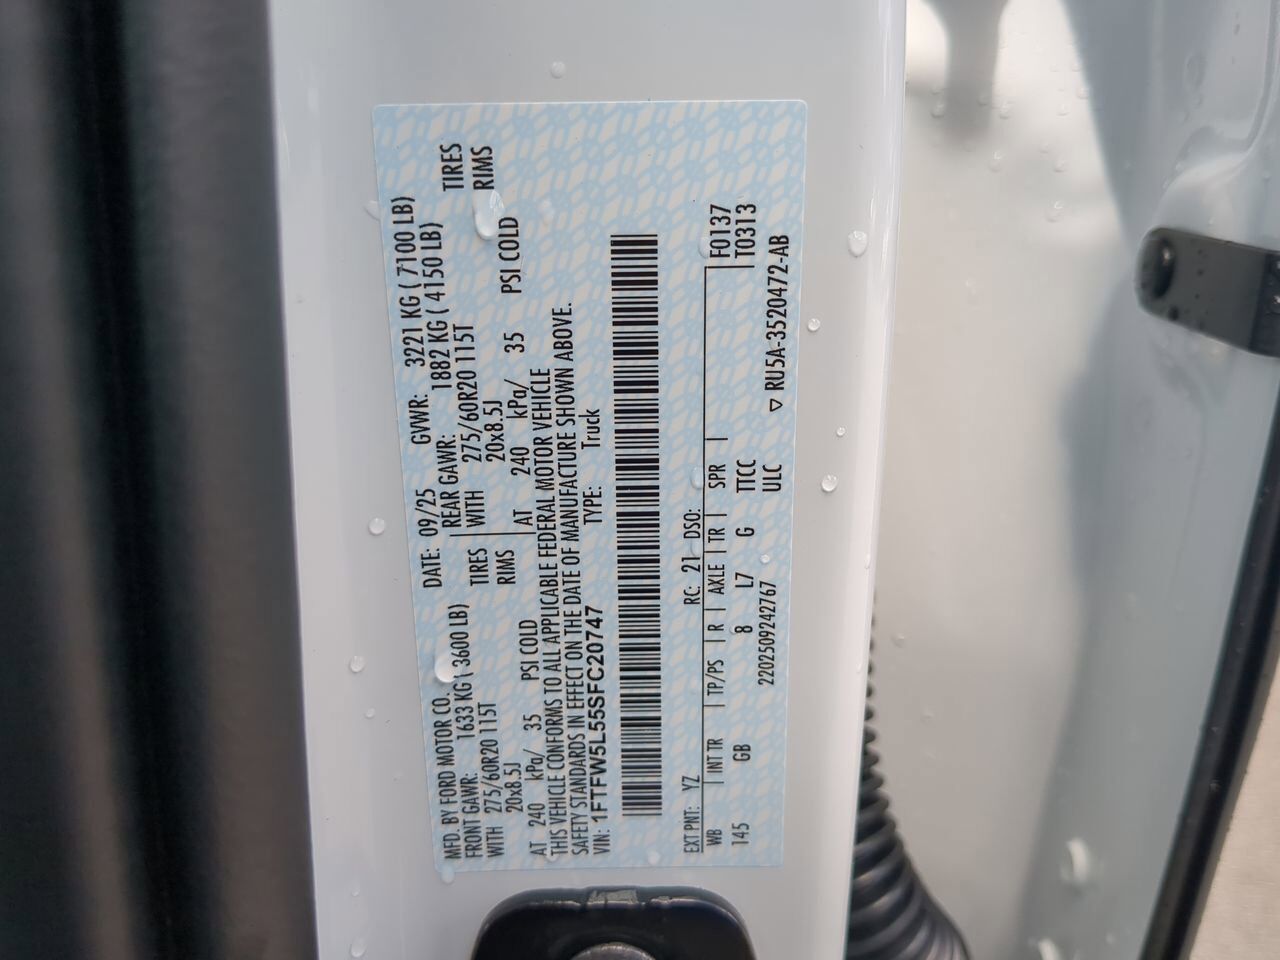 MFD. BY FORD MOTOR CO. DATE: 09/25 GVWR: 3221 KG ( 7100 LB)
FRONT GAWR: 1633 KG ( 3600 LB) REAR GAWR: 1882 KG ( 4150 LB)
WITH 275/60R20 115T TIRES WITH 275/60R20 115T TIRES
20x8.5J RIMS 20x8.5J RIMS
AT 240 kPa/ 35 PSI COLD AT 240 kPa/ 35 PSI COLD
THIS VEHICLE CONFORMS TO ALL APPLICABLE FEDERAL MOTOR VEHICLE
SAFETY STANDARDS IN EFFECT ON THE DATE OF MANUFACTURE SHOWN ABOVE.
VIN: 1FTFW5L55SFC20747 TYPE: Truck
EXT PNT: YZ RC: 21 DSO: F0137
WB INT TR TP/PS R AXLE TR SPR T0313
145 GB 8 L7 G TTCC
2202509242767 ULC ▽ RU5A-3520472-AB